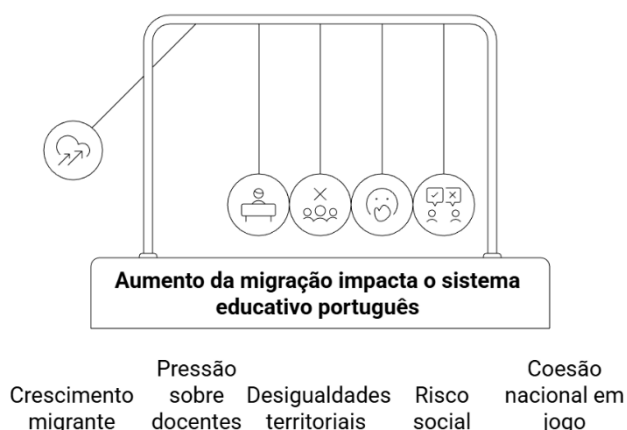 Aumento da migração impacta o sistema
educativo português
Crescimento
migrante
Pressão
sobre
docentes
Desigualdades
territoriais
Risco
social
Coesão
nacional em
jogo